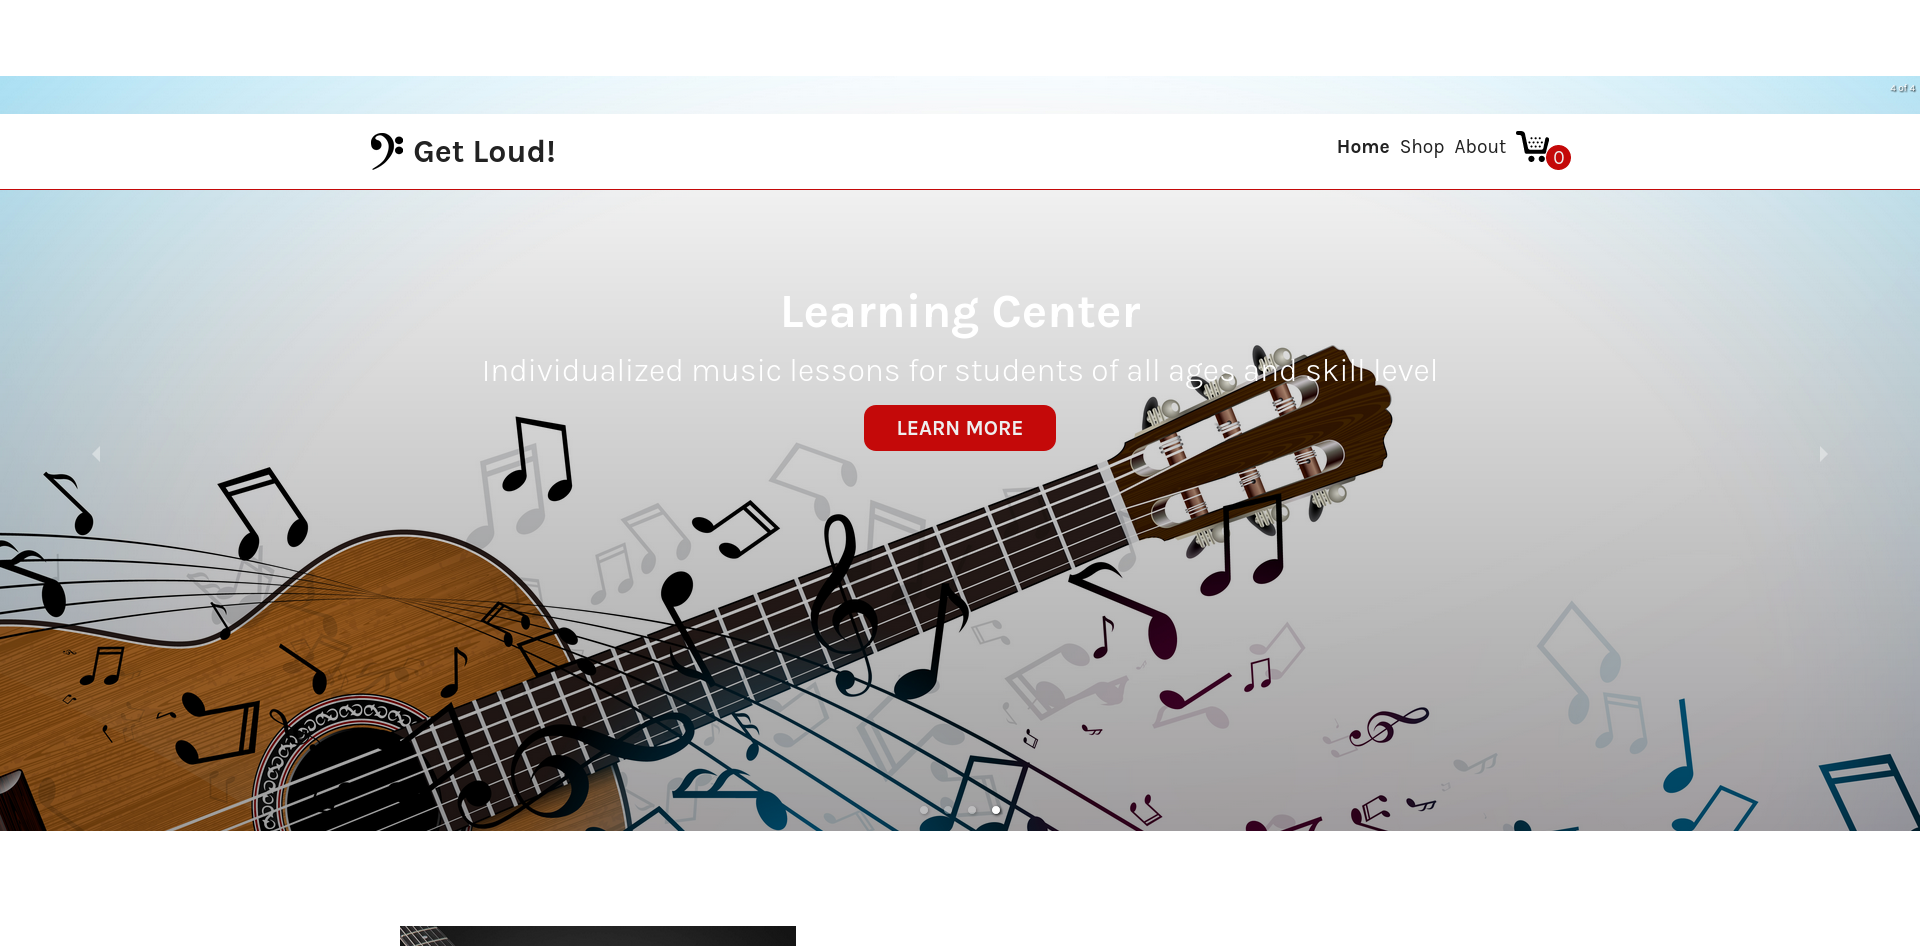 4 of 4
Get Loud!
Home Shop About
0
Learning Center
Individualized music lessons for students of all ages and skill level
LEARN MORE